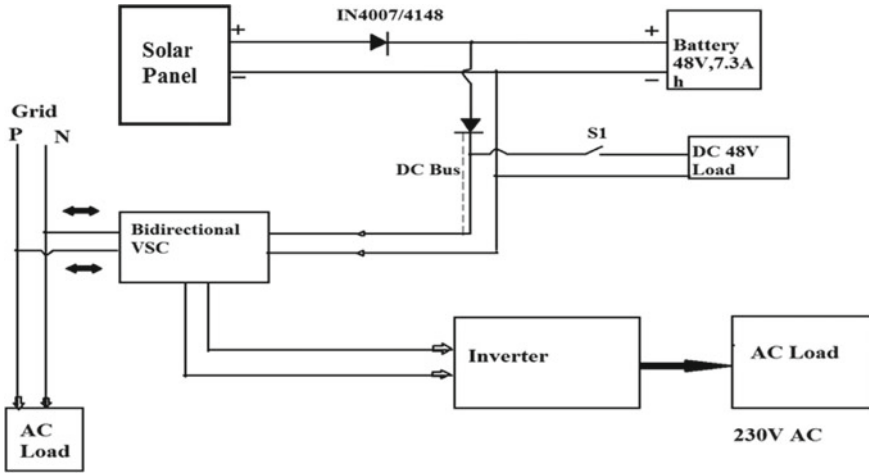 IN4007/4148
Solar
Panel
+
−
+
−
Battery
48V,7.3A
h
Grid
P N
S1
DC Bus
DC 48V
Load
Bidirectional
VSC
Inverter
AC Load
AC
Load
230V AC